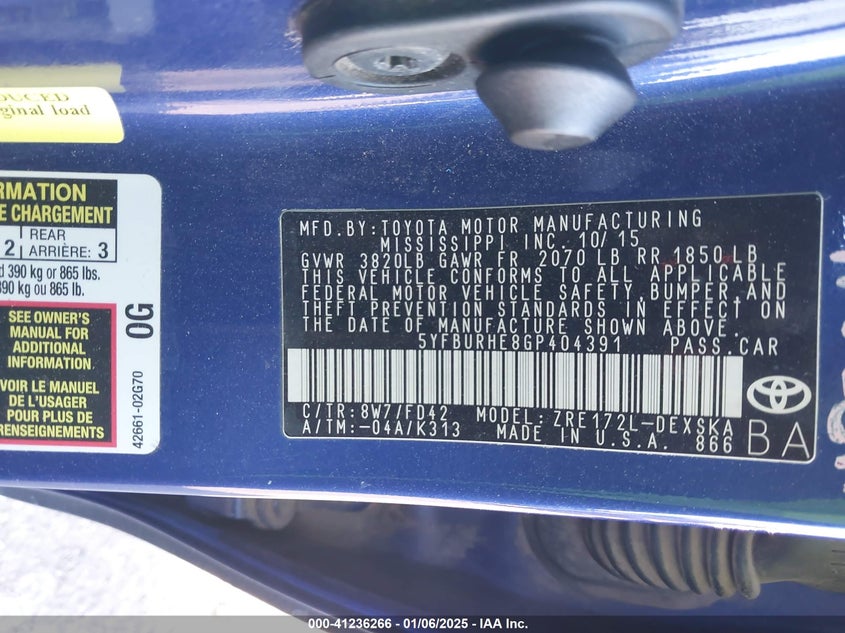 DUCED
ginal load
RMATION
E CHARGEMENT
2 REAR ARRIÈRE: 3
d 390 kg or 865 lbs.
390 kg ou 865 lb.
SEE OWNER'S
MANUAL FOR
ADDITIONAL
INFORMATION.
VOIR LE MANUEL
DE L'USAGER
POUR PLUS DE
RENSEIGNEMENTS
0G
42661-02G70
MFD.BY:TOYOTA MOTOR MANUFACTURING
MISSISSIPPI INC.10/15
GVWR 3820LB GAWR FR 2070 LB RR 1850 LB
THIS VEHICLE CONFORMS TO ALL APPLICABLE
FEDERAL MOTOR VEHICLE SAFETY,BUMPER,AND
THEFT PREVENTION STANDARDS IN EFFECT ON
THE DATE OF MANUFACTURE SHOWN ABOVE.
5YFBURHE8GP404391 PASS.CAR
C/TR:8W7/FD42 MODEL:ZRE172L-DEXSKA
A/TM:-04A/K313 MADE IN U.S.A. 866
BA
000-41236266 - 01/06/2025 - IAA, Inc.